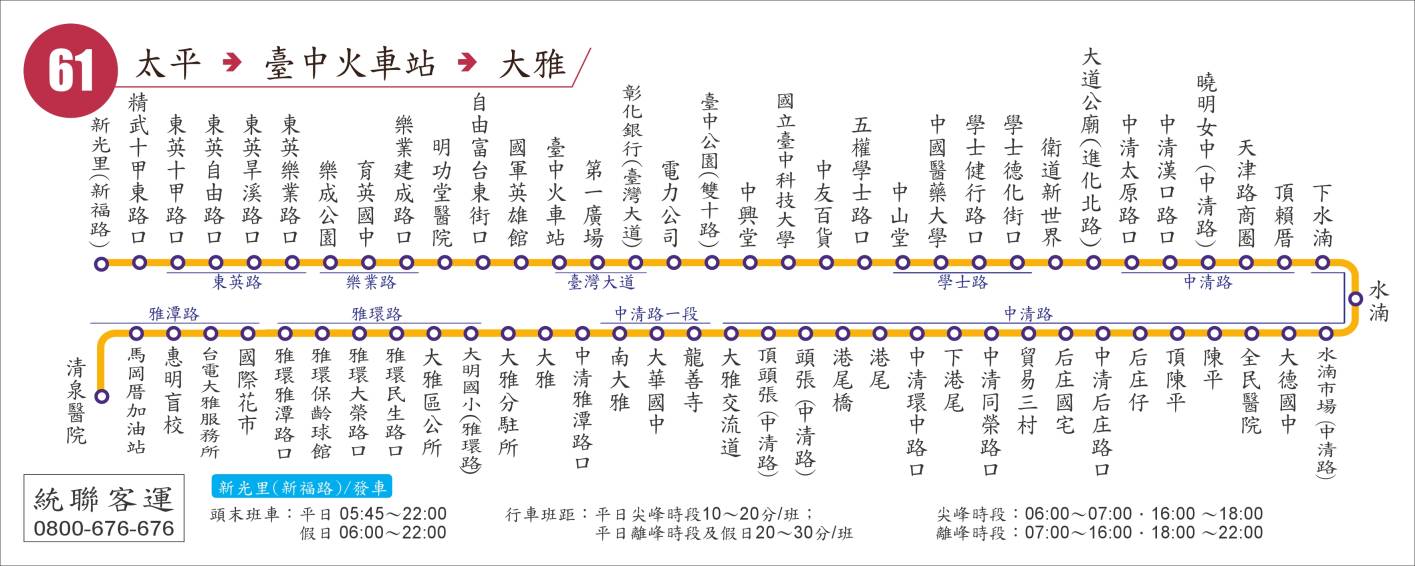 61 太平 ➔ 臺中火車站 ➔ 大雅
新光里(新福路)
精武十甲東路口
東英十甲路口
東英自由路口
東英旱溪路口
東英樂業路口
樂成公園
育英國中
樂業建成路口
明功堂醫院
自由富台東街口
國軍英雄館
臺中火車站
第一廣場
彰化銀行(臺灣大道)
電力公司
臺中公園(雙十路)
中興堂
國立臺中科技大學
中友百貨
五權學士路口
中山堂
中國醫藥大學
學士健行路口
學士德化街口
衛道新世界
大道公廟(進化北路)
中清太原路口
中清漢口路口
曉明女中(中清路)
天津路商圈
頂賴厝
下水湳
東英路
樂業路
臺灣大道
學士路
中清路
水湳
雅潭路
雅環路
中清路一段
中清路
清泉醫院
馬岡厝加油站
惠明盲校
台電大雅服務所
國際花市
雅環雅潭路口
雅環保齡球館
雅環大榮路口
雅環民生路口
大雅區公所
大明國小(雅環路)
大雅分駐所
大雅
中清雅潭路口
南大雅
大華國中
龍善寺
大雅交流道
頂頭張(中清路)
頭張(中清路)
港尾橋
港尾
中清環中路口
下港尾
中清同榮路口
貿易三村
后庄國宅
中清后庄路口
后庄仔
頂陳平
陳平
全民醫院
大德國中
水湳市場(中清路)
統聯客運
0800-676-676
新光里(新福路)/發車
頭末班車：平日 05:45～22:00
假日 06:00～22:00
行車班距：平日尖峰時段10～20分/班；
平日離峰時段及假日20～30分/班
尖峰時段：06:00～07:00・16:00 ～18:00
離峰時段：07:00～16:00・18:00 ～22:00